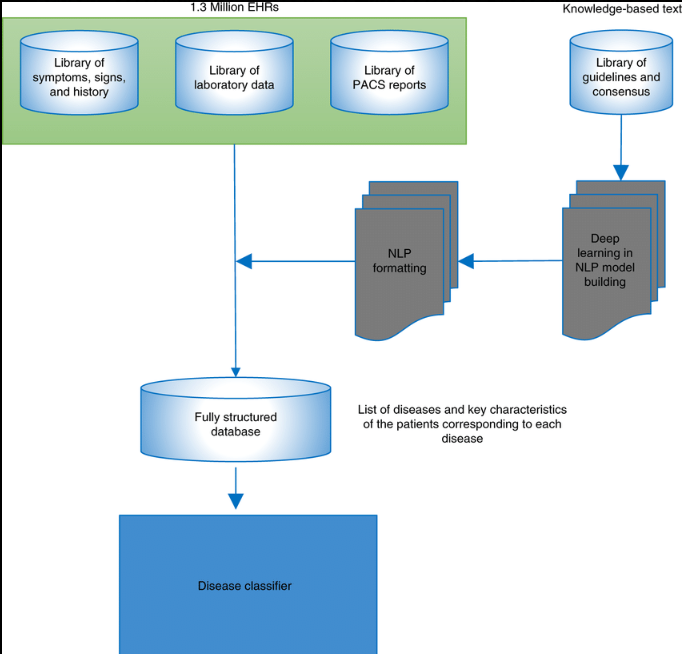 1.3 Million EHRs
Knowledge-based text
Library of
symptoms, signs,
and history
Library of
laboratory data
Library of
PACS reports
Library of
guidelines and
consensus
NLP
formatting
Deep
learning in
NLP model
building
Fully structured
database
List of diseases and key characteristics
of the patients corresponding to each
disease
Disease classifier